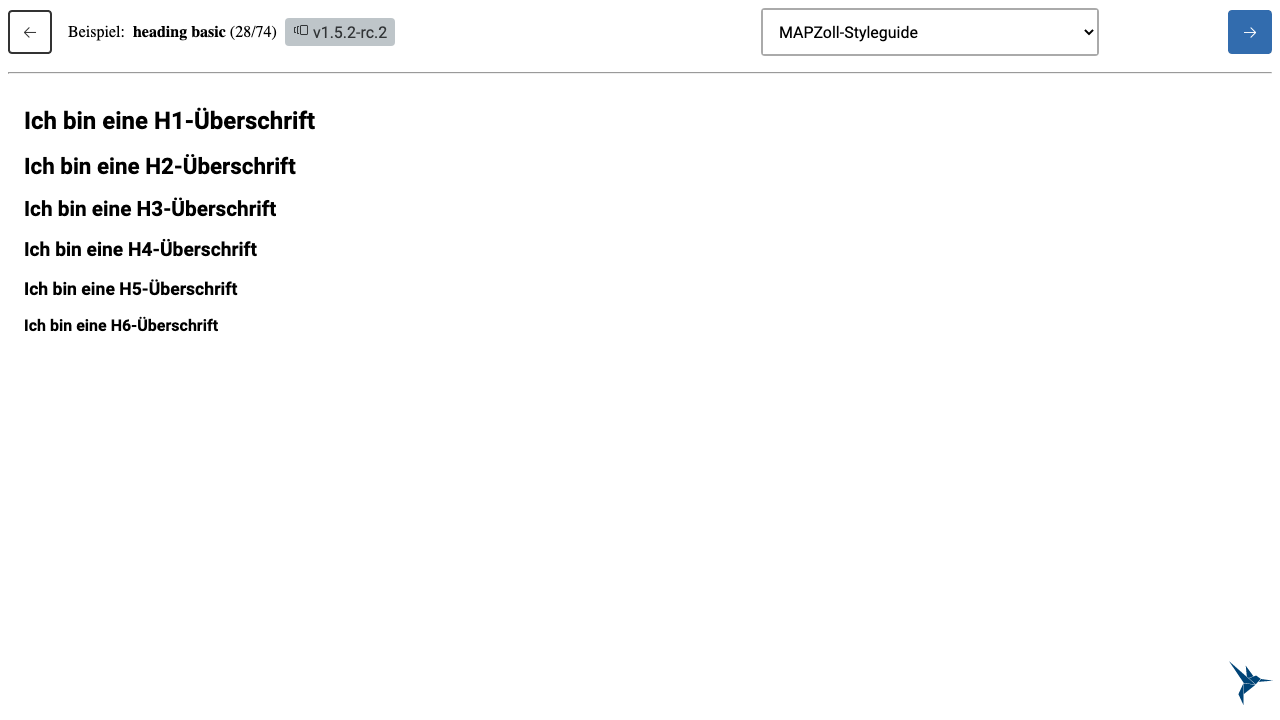 Beispiel: heading basic (28/74) v1.5.2-rc.2 MAPZoll-Styleguide
Ich bin eine H1-Überschrift
Ich bin eine H2-Überschrift
Ich bin eine H3-Überschrift
Ich bin eine H4-Überschrift
Ich bin eine H5-Überschrift
Ich bin eine H6-Überschrift